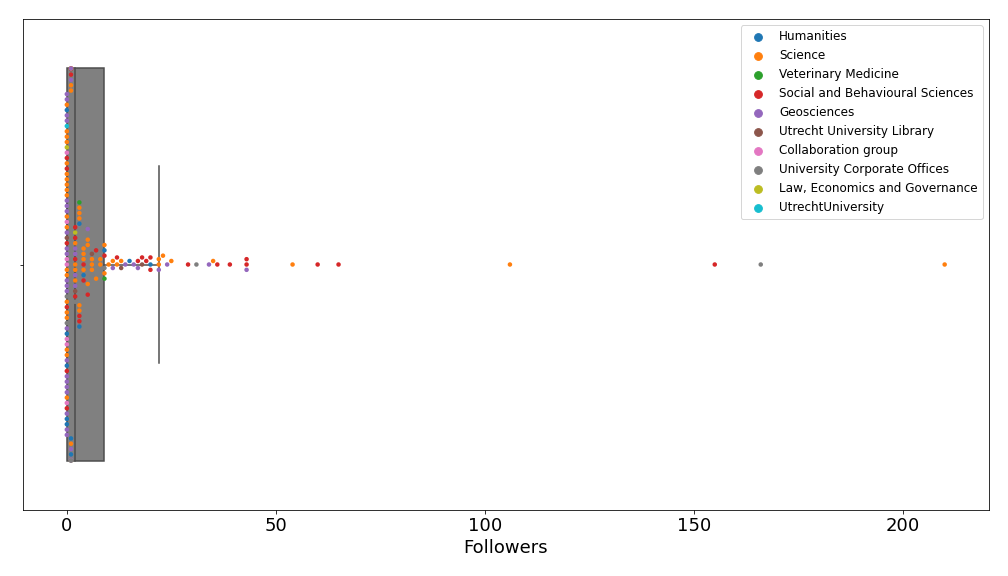 Humanities
Science
Veterinary Medicine
Social and Behavioural Sciences
Geosciences
Utrecht University Library
Collaboration group
University Corporate Offices
Law, Economics and Governance
UtrechtUniversity
0 50 100 150 200
Followers